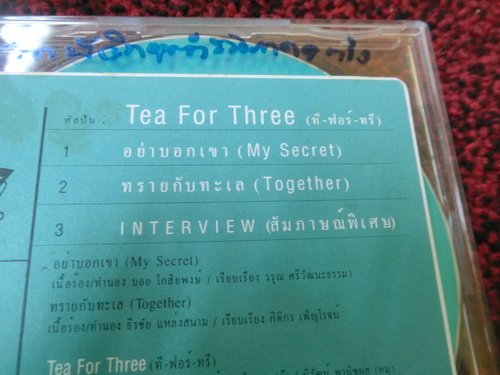 ศิลปิน : Tea For Three (ที-ฟอร์-ทรี)
1 อย่าบอกเขา (My Secret)
2 ทรายกับทะเล (Together)
3 INTERVIEW (สัมภาษณ์พิเศษ)
อย่าบอกเขา (My Secret)
เนื้อร้อง/ทำนอง บอย โกสิยพงษ์ / เรียบเรียง วรุณ ศรีวัฒนะธรรมา
ทรายกับทะเล (Together)
เนื้อร้อง/ทำนอง ธีรชัย แหล่งสนาม / เรียบเรียง กิติกร เพ็ญโรจน์
Tea For Three (ที-ฟอร์-ทรี)